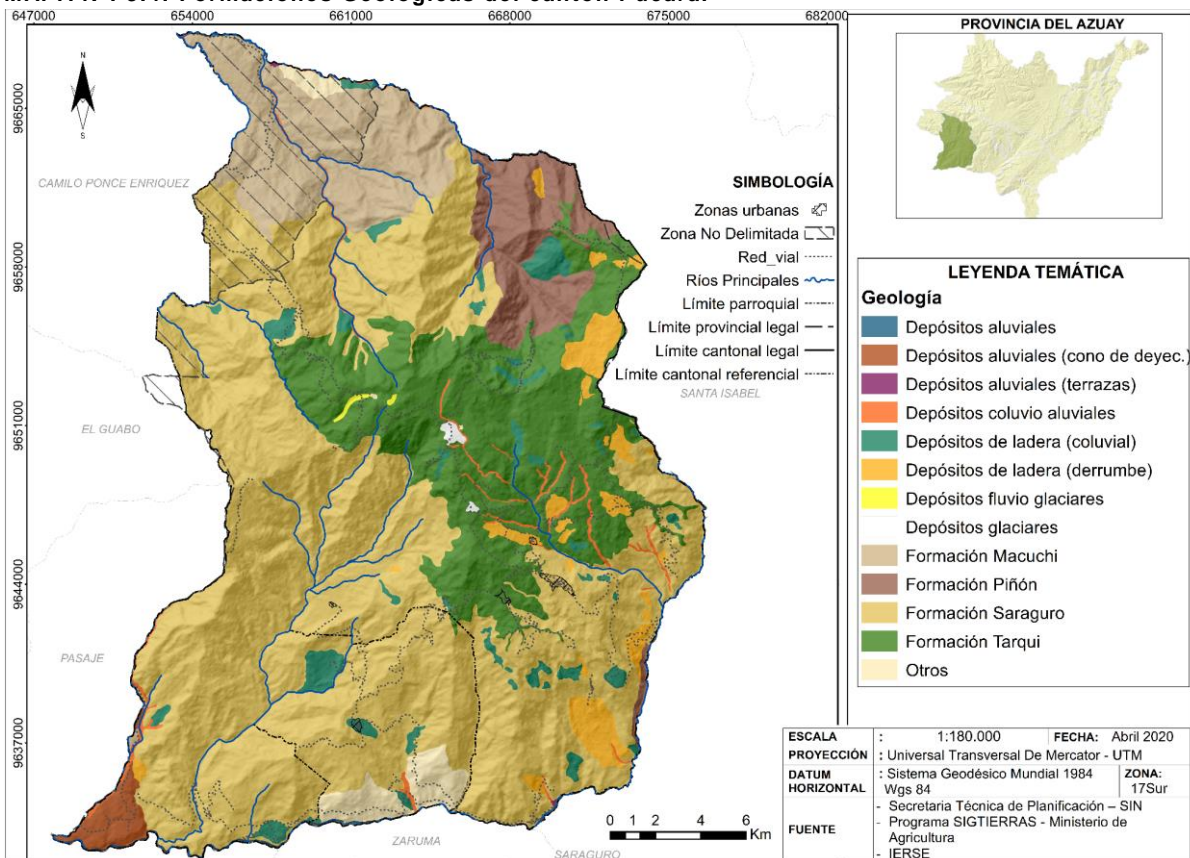 647000
654000
661000
668000
675000
682000
9665000
9658000
9651000
9644000
9637000
N
S
CAMILO PONCE ENRIQUEZ
EL GUABO
PASAJE
ZARUMA
SARAGURO
SANTA ISABEL
SIMBOLOGÍA
Zonas urbanas
Zona No Delimitada
Red_vial
Ríos Principales
Límite parroquial
Límite provincial legal
Límite cantonal legal
Límite cantonal referencial
0 1 2 4 6
Km
PROVINCIA DEL AZUAY
LEYENDA TEMÁTICA
Geología
Depósitos aluviales
Depósitos aluviales (cono de deyec.)
Depósitos aluviales (terrazas)
Depósitos coluvio aluviales
Depósitos de ladera (coluvial)
Depósitos de ladera (derrumbe)
Depósitos fluvio glaciares
Depósitos glaciares
Formación Macuchi
Formación Piñón
Formación Saraguro
Formación Tarqui
Otros
ESCALA : 1:180.000 FECHA: Abril 2020
PROYECCIÓN : Universal Transversal De Mercator - UTM
DATUM HORIZONTAL : Sistema Geodésico Mundial 1984 Wgs 84 ZONA: 17Sur
FUENTE
- Secretaria Técnica de Planificación – SIN
- Programa SIGTIERRAS - Ministerio de
Agricultura
- IERSE